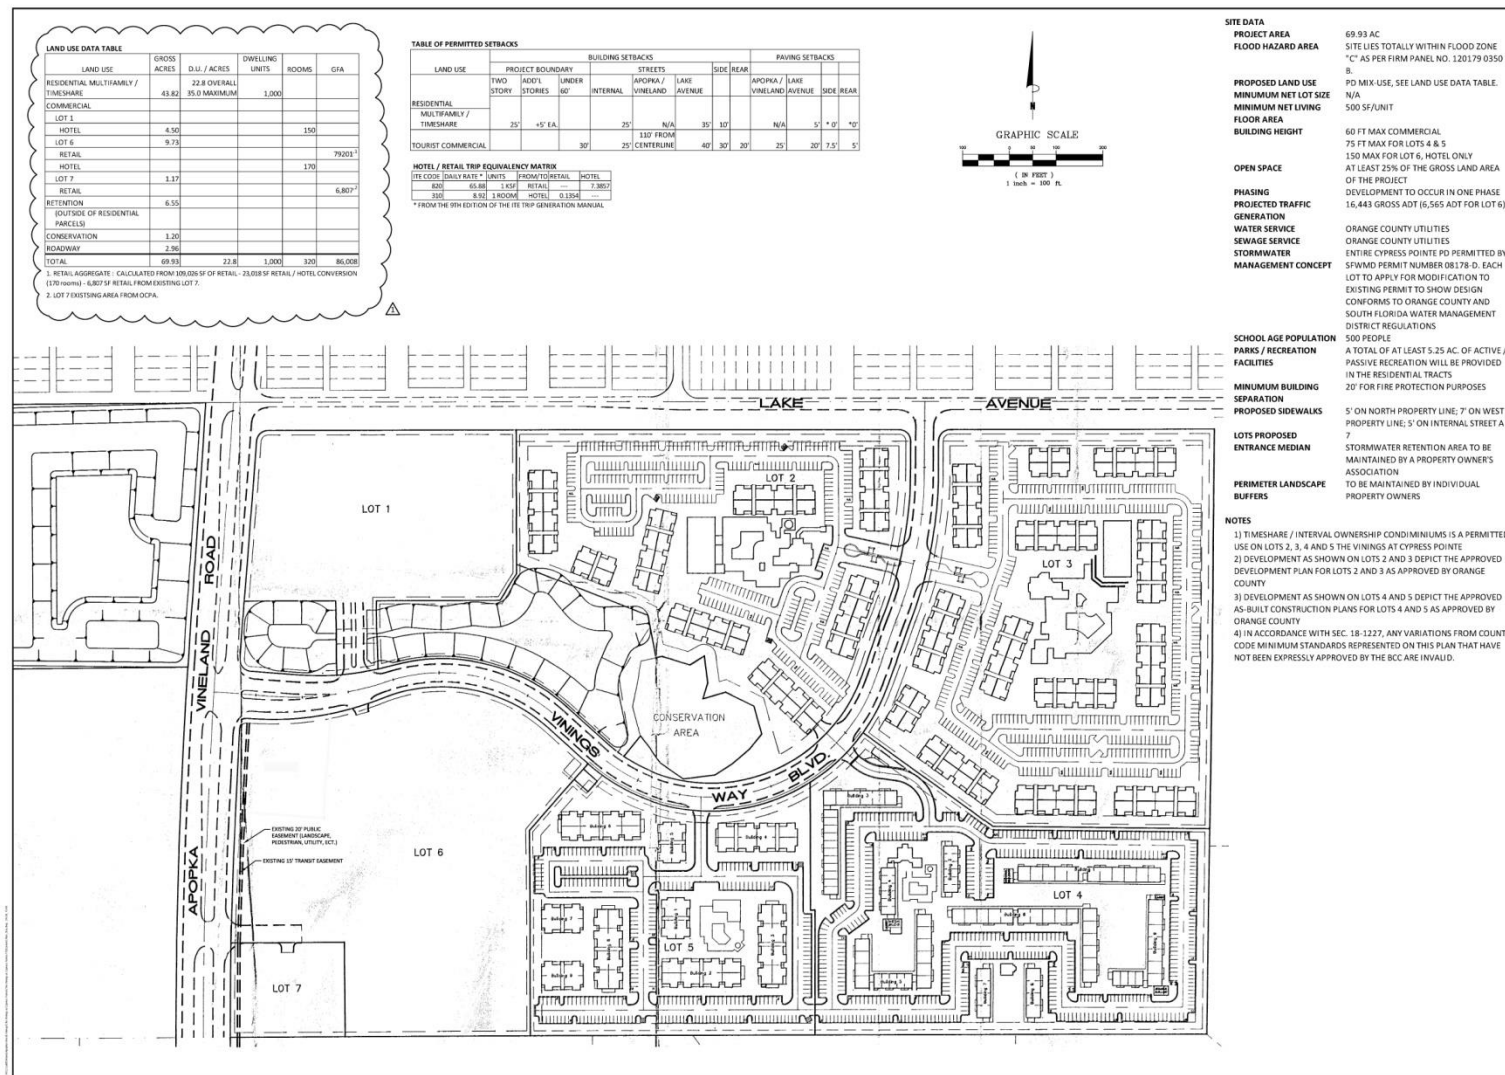 LAND USE DATA TABLE
LAND USE GROSS ACRES D.U. / ACRES DWELLING UNITS ROOMS GFA
RESIDENTIAL MULTIFAMILY / TIMESHARE 43.82 22.8 OVERALL 35.0 MAXIMUM 1,000
COMMERCIAL
LOT 1
HOTEL 4.50 150
LOT 6 9.73
RETAIL 79201 1
HOTEL 170
LOT 7 1.17
RETAIL 6,807 2
RETENTION 6.55
(OUTSIDE OF RESIDENTIAL PARCELS)
CONSERVATION 1.20
ROADWAY 2.96
TOTAL 69.93 22.8 1,000 320 86,008
1. RETAIL AGGREGATE : CALCULATED FROM 109,026 SF OF RETAIL - 23,018 SF RETAIL / HOTEL CONVERSION
(170 rooms) - 6,807 SF RETAIL FROM EXISTING LOT 7.
2. LOT 7 EXISTSING AREA FROM OCPA.
TABLE OF PERMITTED SETBACKS
BUILDING SETBACKS PAVING SETBACKS
LAND USE PROJECT BOUNDARY STREETS SIDE REAR
TWO STORY ADD'L STORIES UNDER 60' INTERNAL APOPKA / VINELAND LAKE AVENUE APOPKA / VINELAND LAKE AVENUE SIDE REAR
RESIDENTIAL
MULTIFAMILY / TIMESHARE 25' +5' EA. 25' N/A 35' 10' N/A 5' * 0' *0'
TOURIST COMMERCIAL 30' 25' 110' FROM CENTERLINE 40' 30' 20' 25' 20' 7.5' 5'
HOTEL / RETAIL TRIP EQUIVALENCY MATRIX
ITE CODE DAILY RATE * UNITS FROM/TO RETAIL HOTEL
820 65.88 1 KSF RETAIL --- 7.3857
310 8.92 1 ROOM HOTEL 0.1354 ---
* FROM THE 9TH EDITION OF THE ITE TRIP GENERATION MANUAL
N
GRAPHIC SCALE
100 0 50 100 200
( IN FEET )
1 inch = 100 ft.
SITE DATA
PROJECT AREA 69.93 AC
FLOOD HAZARD AREA SITE LIES TOTALLY WITHIN FLOOD ZONE
"C" AS PER FIRM PANEL NO. 120179 0350
B.
PROPOSED LAND USE PD MIX-USE, SEE LAND USE DATA TABLE.
MINUMUM NET LOT SIZE N/A
MINIMUM NET LIVING 500 SF/UNIT
FLOOR AREA
BUILDING HEIGHT 60 FT MAX COMMERCIAL
75 FT MAX FOR LOTS 4 & 5
150 MAX FOR LOT 6, HOTEL ONLY
OPEN SPACE AT LEAST 25% OF THE GROSS LAND AREA
OF THE PROJECT
PHASING DEVELOPMENT TO OCCUR IN ONE PHASE
PROJECTED TRAFFIC 16,443 GROSS ADT (6,565 ADT FOR LOT 6)
GENERATION
WATER SERVICE ORANGE COUNTY UTILITIES
SEWAGE SERVICE ORANGE COUNTY UTILITIES
STORMWATER ENTIRE CYPRESS POINTE PD PERMITTED BY
MANAGEMENT CONCEPT SFWMD PERMIT NUMBER 08178-D. EACH
LOT TO APPLY FOR MODIFICATION TO
EXISTING PERMIT TO SHOW DESIGN
CONFORMS TO ORANGE COUNTY AND
SOUTH FLORIDA WATER MANAGEMENT
DISTRICT REGULATIONS
SCHOOL AGE POPULATION 500 PEOPLE
PARKS / RECREATION A TOTAL OF AT LEAST 5.25 AC. OF ACTIVE /
FACILITIES PASSIVE RECREATION WILL BE PROVIDED
IN THE RESIDENTIAL TRACTS
MINUMUM BUILDING 20' FOR FIRE PROTECTION PURPOSES
SEPARATION
PROPOSED SIDEWALKS 5' ON NORTH PROPERTY LINE; 7' ON WEST
PROPERTY LINE; 5' ON INTERNAL STREET A
LOTS PROPOSED 7
ENTRANCE MEDIAN STORMWATER RETENTION AREA TO BE
MAINTAINED BY A PROPERTY OWNER'S
ASSOCIATION
PERIMETER LANDSCAPE TO BE MAINTAINED BY INDIVIDUAL
BUFFERS PROPERTY OWNERS
NOTES
1) TIMESHARE / INTERVAL OWNERSHIP CONDIMINIUMS IS A PERMITTED
USE ON LOTS 2, 3, 4 AND 5 THE VININGS AT CYPRESS POINTE
2) DEVELOPMENT AS SHOWN ON LOTS 2 AND 3 DEPICT THE APPROVED
DEVELOPMENT PLAN FOR LOTS 2 AND 3 AS APPROVED BY ORANGE
COUNTY
3) DEVELOPMENT AS SHOWN ON LOTS 4 AND 5 DEPICT THE APPROVED
AS-BUILT CONSTRUCTION PLANS FOR LOTS 4 AND 5 AS APPROVED BY
ORANGE COUNTY
4) IN ACCORDANCE WITH SEC. 18-1227, ANY VARIATIONS FROM COUNT
CODE MINIMUM STANDARDS REPRESENTED ON THIS PLAN THAT HAVE
NOT BEEN EXPRESSLY APPROVED BY THE BCC ARE INVALID.
LAKE AVENUE
APOPKA VINELAND ROAD
LOT 1
LOT 2
LOT 3
CONSERVATION
AREA
VININGS WAY BLVD.
EXISTING 20' PUBLIC
EASEMENT (LANDSCAPE,
PEDESTRIAN, UTILITY, ECT.)
EXISTING 15' TRANSIT EASEMENT
LOT 6
LOT 4
LOT 5
LOT 7
Building 7